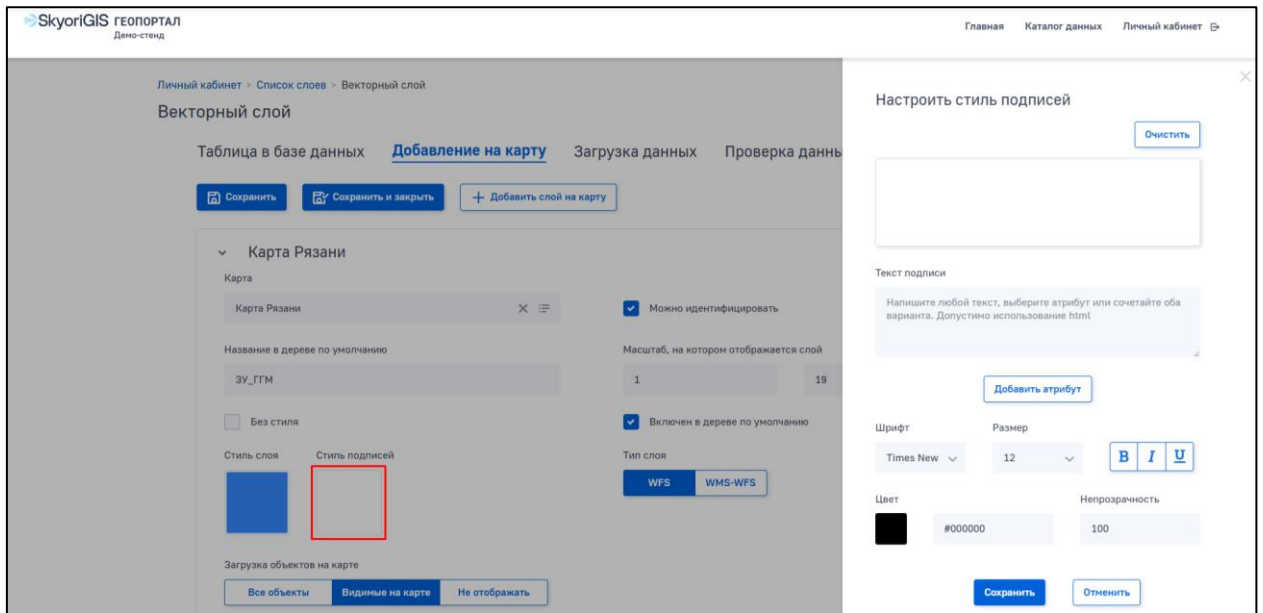 SkyoriGIS ГЕОПОРТАЛ
Демо-стенд
Главная Каталог данных Личный кабинет
Личный кабинет > Список слоев > Векторный слой
Векторный слой
Таблица в базе данных Добавление на карту Загрузка данных Проверка данны
Сохранить Сохранить и закрыть + Добавить слой на карту
Карта Рязани
Карта
Карта Рязани Можно идентифицировать
Название в дереве по умолчанию Масштаб, на котором отображается слой
ЗУ_ГГМ 1 19
Без стиля Включен в дереве по умолчанию
Стиль слоя Стиль подписей Тип слоя
WFS WMS-WFS
Загрузка объектов на карте
Все объекты Видимые на карте Не отображать
Настроить стиль подписей
Очистить
Текст подписи
Напишите любой текст, выберите атрибут или сочетайте оба
варианта. Допустимо использование html
Добавить атрибут
Шрифт Размер
Times New 12 B I U
Цвет Непрозрачность
#000000 100
Сохранить Отменить